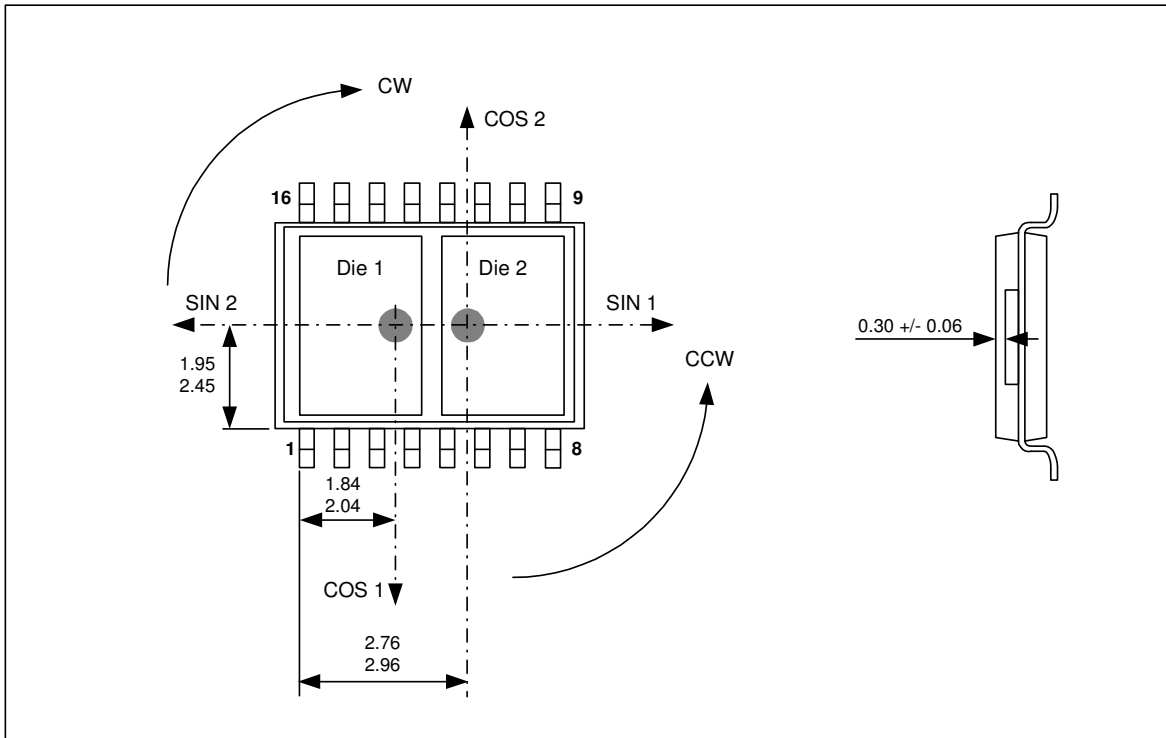 CW
COS 2
16
9
Die 1
Die 2
SIN 2
SIN 1
0.30 +/- 0.06
CCW
1.95
2.45
1
8
1.84
2.04
COS 1
2.76
2.96